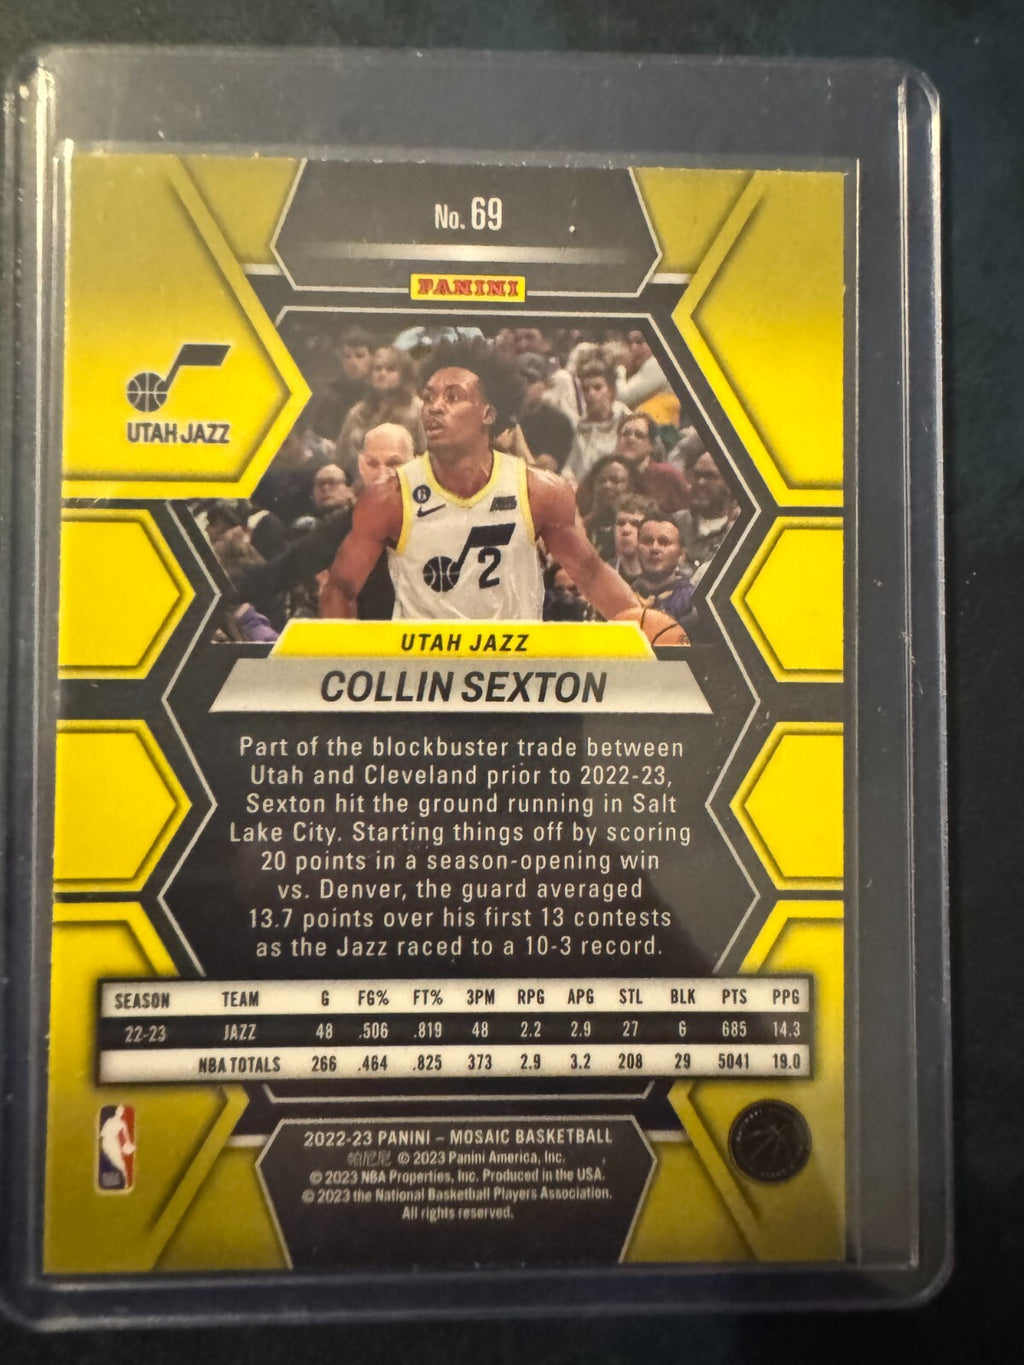 No. 69
PANINI
UTAH JAZZ
6
2
UTAH JAZZ
COLLIN SEXTON
Part of the blockbuster trade between
Utah and Cleveland prior to 2022-23,
Sexton hit the ground running in Salt
Lake City. Starting things off by scoring
20 points in a season-opening win
vs. Denver, the guard averaged
13.7 points over his first 13 contests
as the Jazz raced to a 10-3 record.
SEASON TEAM G FG% FT% 3PM RPG APG STL BLK PTS PPG
22-23 JAZZ 48 .506 .819 48 2.2 2.9 27 6 685 14.3
NBA TOTALS 266 .464 .825 373 2.9 3.2 208 29 5041 19.0
2022-23 PANINI – MOSAIC BASKETBALL
帕尼尼 © 2023 Panini America, Inc.
© 2023 NBA Properties, Inc. Produced in the USA.
© 2023 the National Basketball Players Association.
All rights reserved.